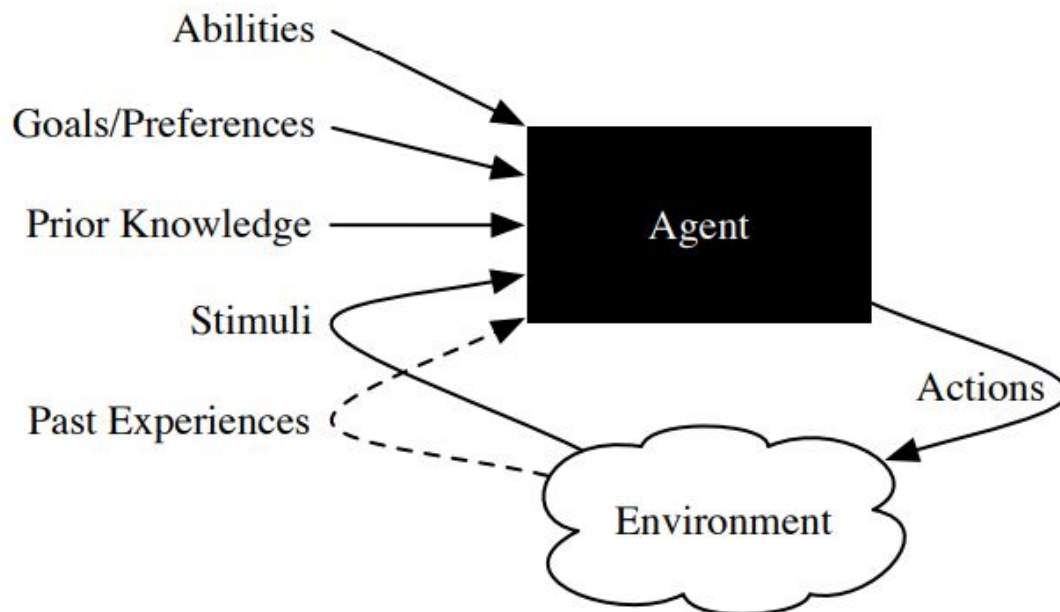 Abilities
Goals/Preferences
Prior Knowledge
Agent
Stimuli
Past Experiences
Actions
Environment